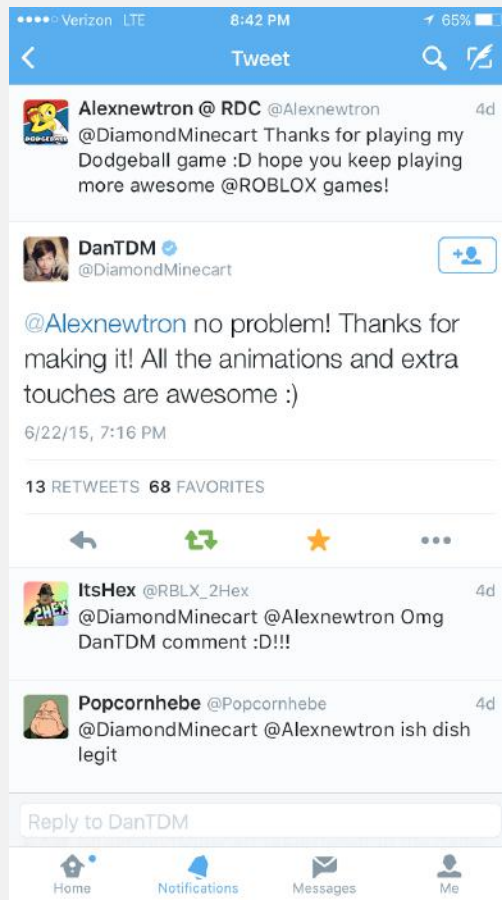 Verizon LTE 8:42 PM 65%
Tweet
Alexnewtron @ RDC @Alexnewtron 4d
@DiamondMinecart Thanks for playing my
Dodgeball game :D hope you keep playing
more awesome @ROBLOX games!
DODGEBALL
DanTDM
@DiamondMinecart
@Alexnewtron no problem! Thanks for
making it! All the animations and extra
touches are awesome :)
6/22/15, 7:16 PM
13 RETWEETS 68 FAVORITES
ItsHex @RBLX_2Hex 4d
2HEX
@DiamondMinecart @Alexnewtron Omg
DanTDM comment :D!!!
Popcornhebe @Popcornhebe 4d
@DiamondMinecart @Alexnewtron ish dish
legit
Reply to DanTDM
Home Notifications Messages Me